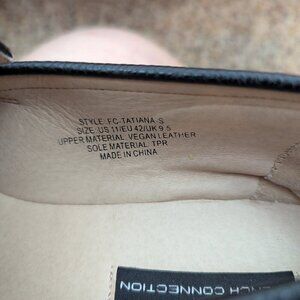 STYLE: FC-TATIANA-S
SIZE: US 11/EU 42/UK 9.5
UPPER MATERIAL: VEGAN LEATHER
SOLE MATERIAL: TPR
MADE IN CHINA
CONNECTION